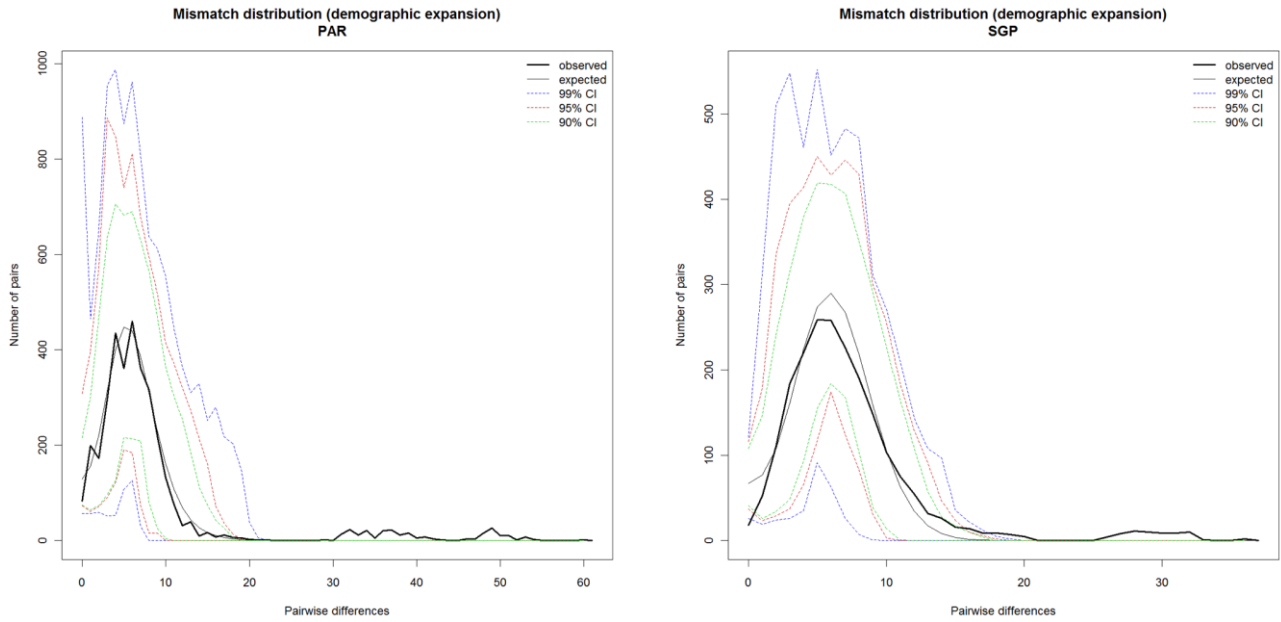 Mismatch distribution (demographic expansion)
PAR
observed
expected
99% CI
95% CI
90% CI
1000
800
600
400
200
0
Number of pairs
0 10 20 30 40 50 60
Pairwise differences
Mismatch distribution (demographic expansion)
SGP
observed
expected
99% CI
95% CI
90% CI
500
400
300
200
100
0
Number of pairs
0 10 20 30
Pairwise differences